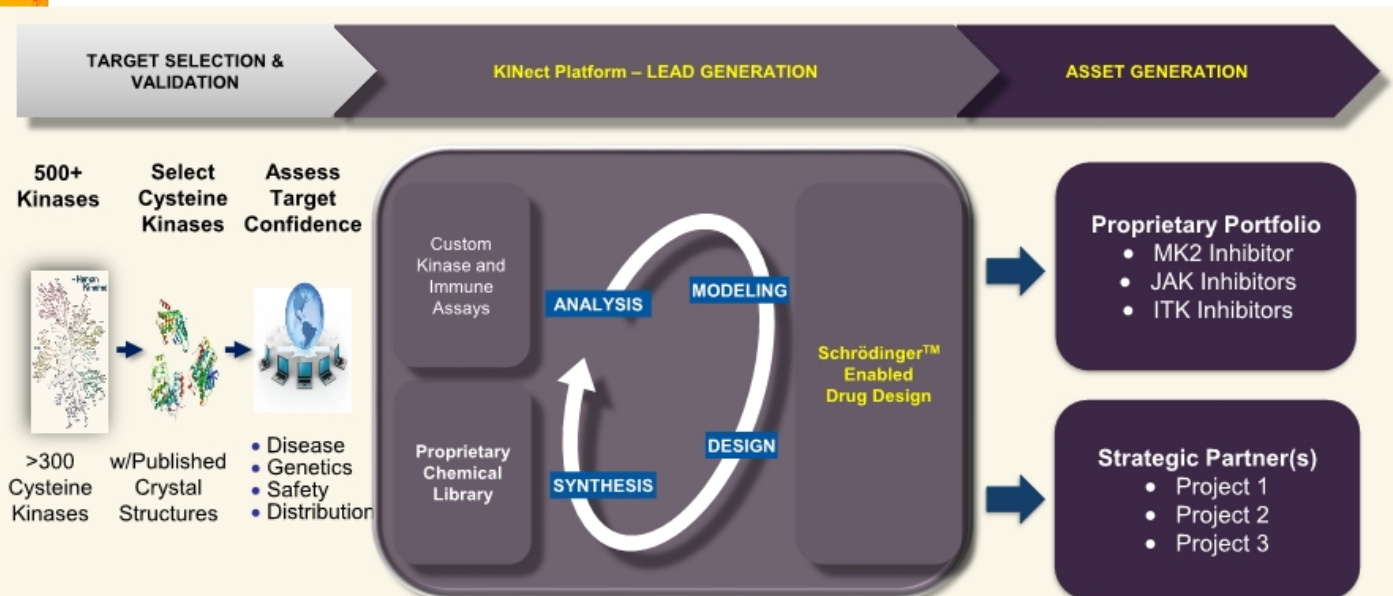 TARGET SELECTION &
VALIDATION
KINect Platform – LEAD GENERATION
ASSET GENERATION
500+
Kinases
Select
Cysteine
Kinases
Assess
Target
Confidence
Human
Kinome
>300
Cysteine
Kinases
w/Published
Crystal
Structures
• Disease
• Genetics
• Safety
• Distribution
Custom
Kinase and
Immune
Assays
Proprietary
Chemical
Library
ANALYSIS
MODELING
DESIGN
SYNTHESIS
Schrödinger™
Enabled
Drug Design
Proprietary Portfolio
• MK2 Inhibitor
• JAK Inhibitors
• ITK Inhibitors
Strategic Partner(s)
• Project 1
• Project 2
• Project 3